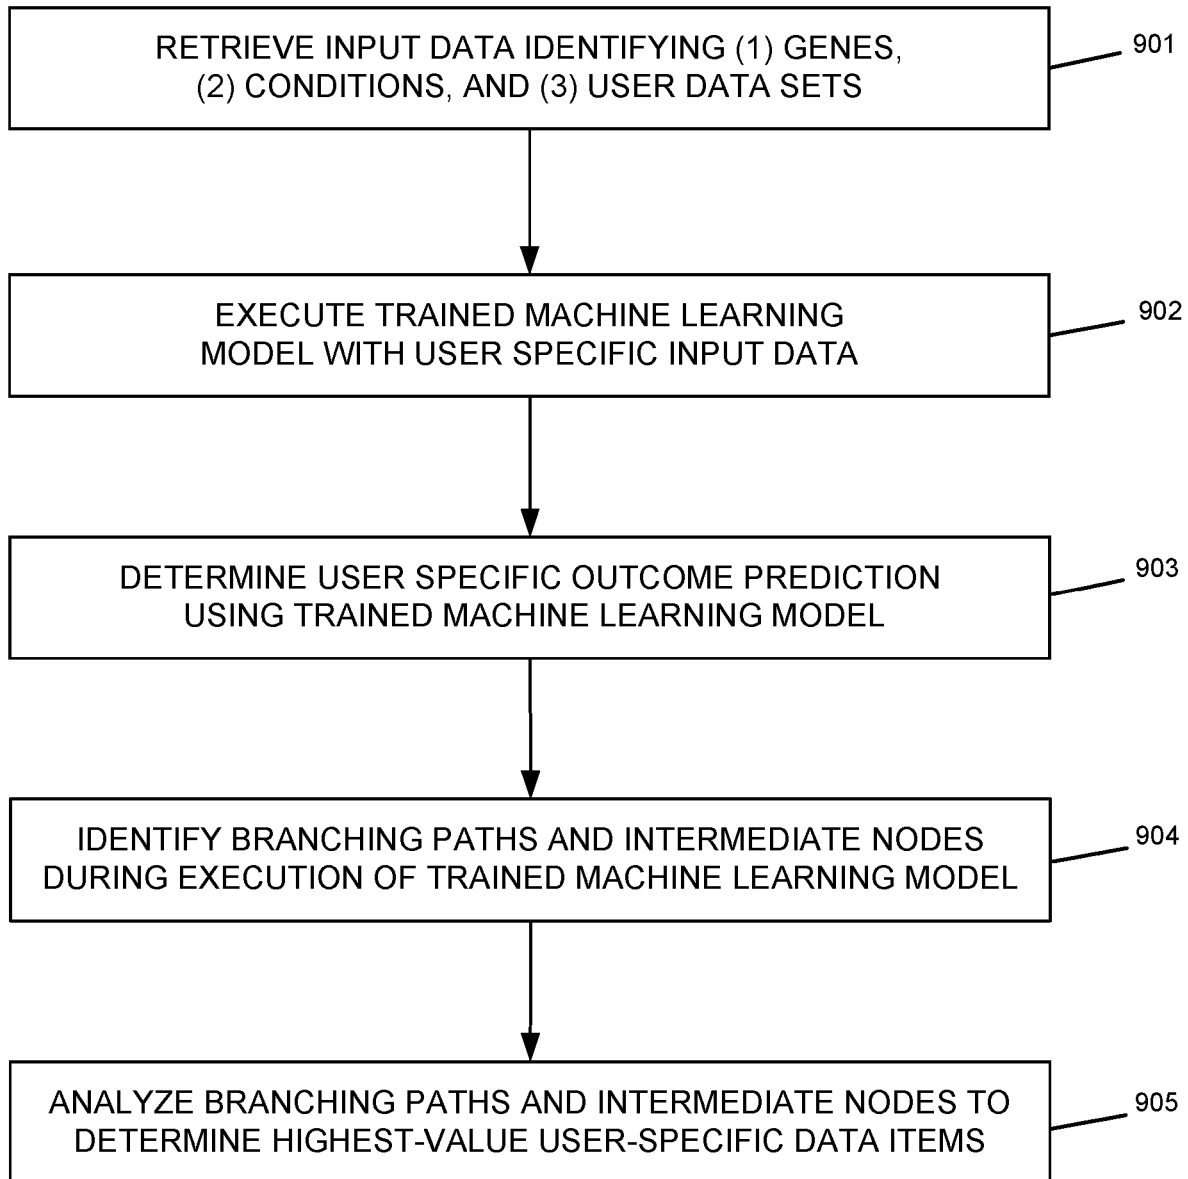 RETRIEVE INPUT DATA IDENTIFYING (1) GENES,
(2) CONDITIONS, AND (3) USER DATA SETS
901
EXECUTE TRAINED MACHINE LEARNING
MODEL WITH USER SPECIFIC INPUT DATA
902
DETERMINE USER SPECIFIC OUTCOME PREDICTION
USING TRAINED MACHINE LEARNING MODEL
903
IDENTIFY BRANCHING PATHS AND INTERMEDIATE NODES
DURING EXECUTION OF TRAINED MACHINE LEARNING MODEL
904
ANALYZE BRANCHING PATHS AND INTERMEDIATE NODES TO
DETERMINE HIGHEST-VALUE USER-SPECIFIC DATA ITEMS
905